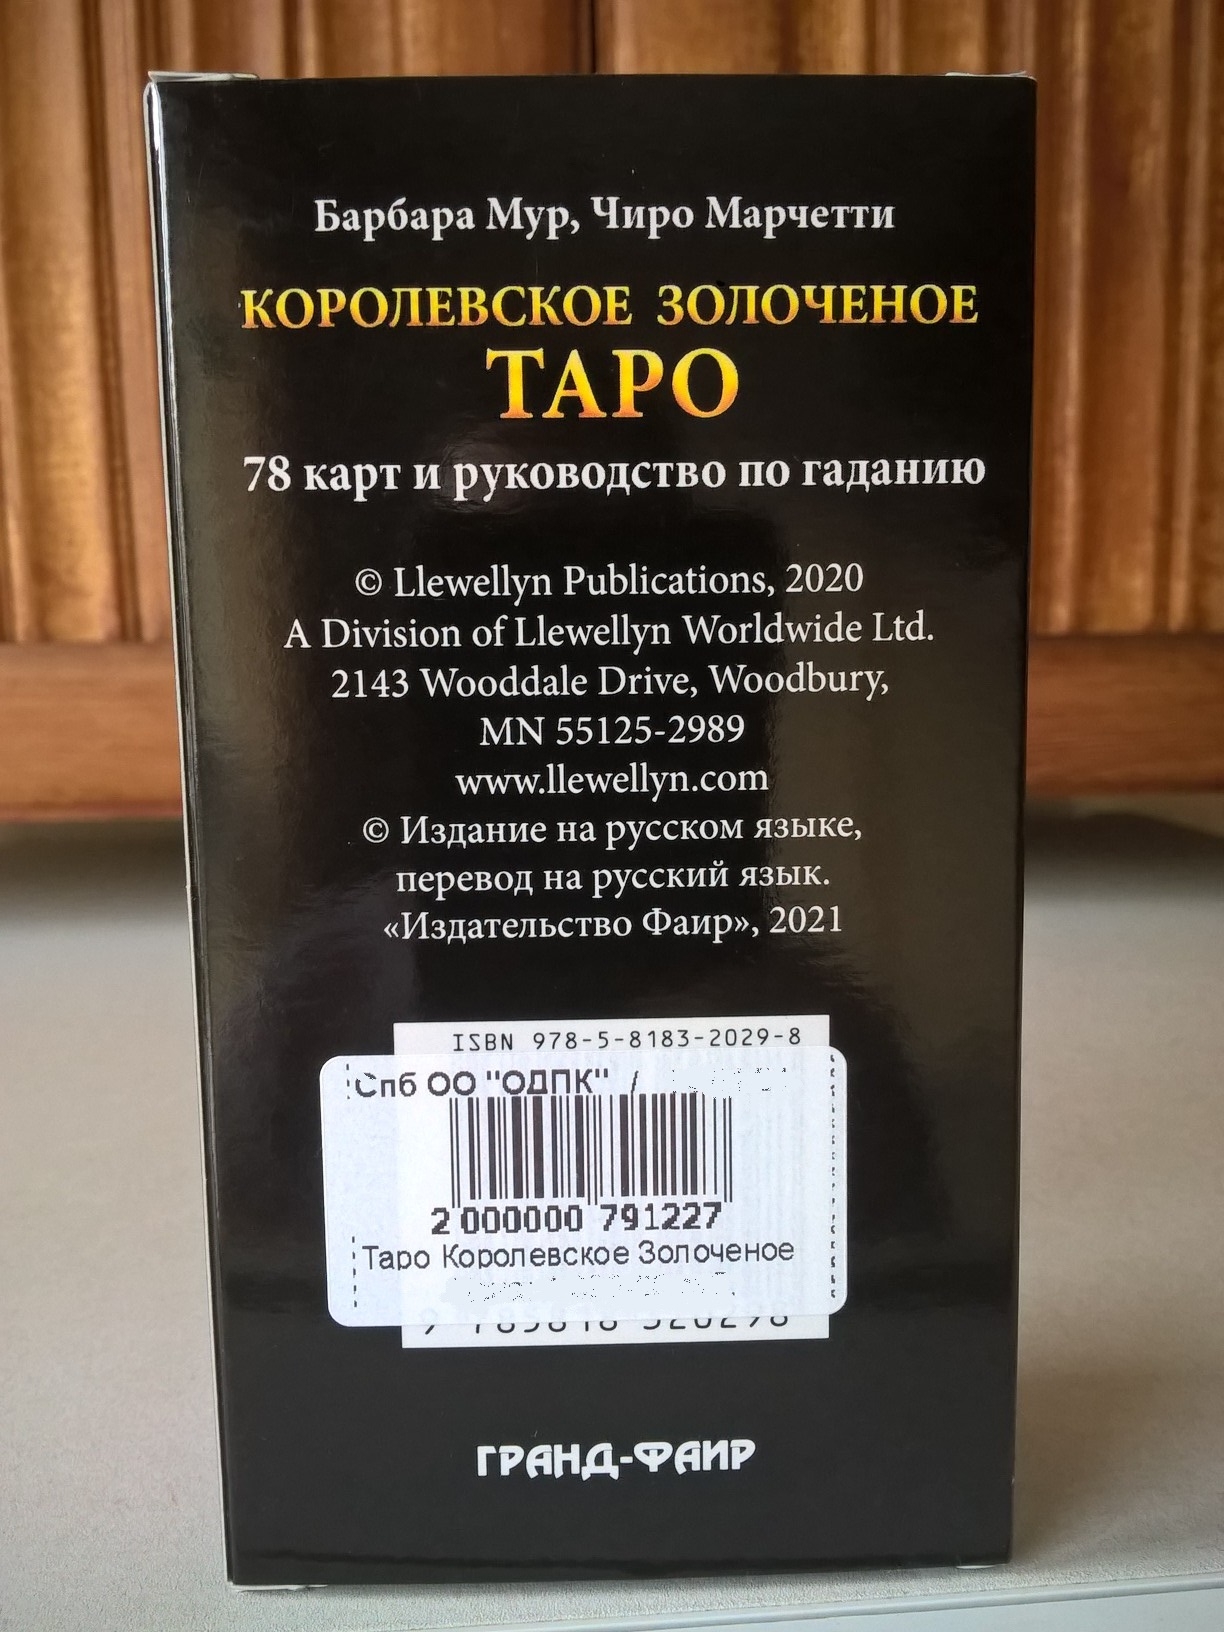 Барбара Мур, Чиро Марчетти
КОРОЛЕВСКОЕ ЗОЛОЧЕНОЕ
ТАРО
78 карт и руководство по гаданию
© Llewellyn Publications, 2020
A Division of Llewellyn Worldwide Ltd.
2143 Wooddale Drive, Woodbury,
MN 55125-2989
www.llewellyn.com
© Издание на русском языке,
перевод на русский язык.
«Издательство Фаир», 2021
ISBN 978-5-8183-2029-8
Спб ОО "ОДПК" /
2 000000 791227
Таро Королевское Золоченое
9 785818 320298
ГРАНД-ФАИР